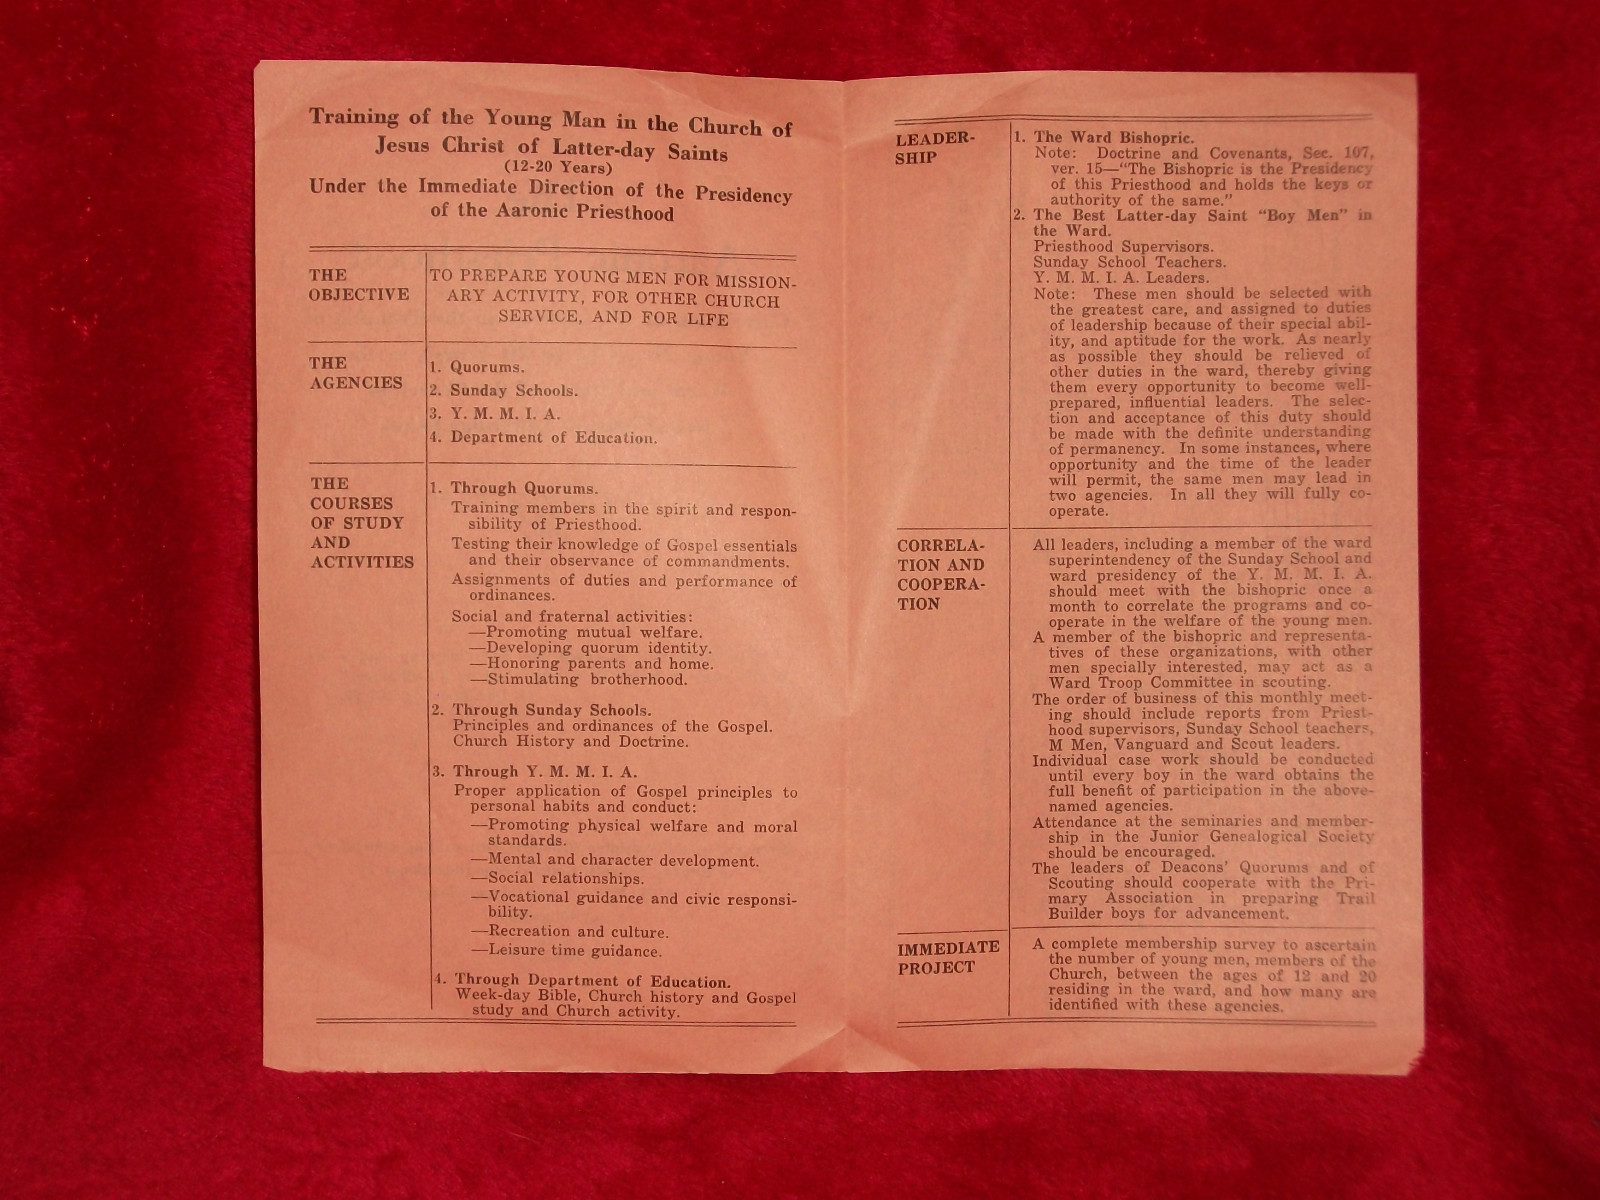 Training of the Young Man in the Church of
Jesus Christ of Latter-day Saints
(12-20 Years)
Under the Immediate Direction of the Presidency
of the Aaronic Priesthood
THE
OBJECTIVE
TO PREPARE YOUNG MEN FOR MISSION-
ARY ACTIVITY, FOR OTHER CHURCH
SERVICE, AND FOR LIFE
THE
AGENCIES
1. Quorums.
2. Sunday Schools.
3. Y. M. M. I. A.
4. Department of Education.
THE
COURSES
OF STUDY
AND
ACTIVITIES
1. Through Quorums.
Training members in the spirit and respon-
sibility of Priesthood.
Testing their knowledge of Gospel essentials
and their observance of commandments.
Assignments of duties and performance of
ordinances.
Social and fraternal activities:
—Promoting mutual welfare.
—Developing quorum identity.
—Honoring parents and home.
—Stimulating brotherhood.
2. Through Sunday Schools.
Principles and ordinances of the Gospel.
Church History and Doctrine.
3. Through Y. M. M. I. A.
Proper application of Gospel principles to
personal habits and conduct:
—Promoting physical welfare and moral
standards.
—Mental and character development.
—Social relationships.
—Vocational guidance and civic responsi-
bility.
—Recreation and culture.
—Leisure time guidance.
4. Through Department of Education.
Week-day Bible, Church history and Gospel
study and Church activity.
LEADER-
SHIP
1. The Ward Bishopric.
Note: Doctrine and Covenants, Sec. 107,
ver. 15—"The Bishopric is the Presidency
of this Priesthood and holds the keys or
authority of the same."
2. The Best Latter-day Saint "Boy Men" in
the Ward.
Priesthood Supervisors.
Sunday School Teachers.
Y. M. M. I. A. Leaders.
Note: These men should be selected with
the greatest care, and assigned to duties
of leadership because of their special abil-
ity, and aptitude for the work. As nearly
as possible they should be relieved of
other duties in the ward, thereby giving
them every opportunity to become well-
prepared, influential leaders. The selec-
tion and acceptance of this duty should
be made with the definite understanding
of permanency. In some instances, where
opportunity and the time of the leader
will permit, the same men may lead in
two agencies. In all they will fully co-
operate.
CORRELA-
TION AND
COOPERA-
TION
All leaders, including a member of the ward
superintendency of the Sunday School and
ward presidency of the Y. M. M. I. A.
should meet with the bishopric once a
month to correlate the programs and co-
operate in the welfare of the young men.
A member of the bishopric and representa-
tives of these organizations, with other
men specially interested, may act as a
Ward Troop Committee in scouting.
The order of business of this monthly meet-
ing should include reports from Priest-
hood supervisors, Sunday School teachers,
M Men, Vanguard and Scout leaders.
Individual case work should be conducted
until every boy in the ward obtains the
full benefit of participation in the above-
named agencies.
Attendance at the seminaries and member-
ship in the Junior Genealogical Society
should be encouraged.
The leaders of Deacons' Quorums and of
Scouting should cooperate with the Pri-
mary Association in preparing Trail
Builder boys for advancement.
IMMEDIATE
PROJECT
A complete membership survey to ascertain
the number of young men, members of the
Church, between the ages of 12 and 20
residing in the ward, and how many are
identified with these agencies.